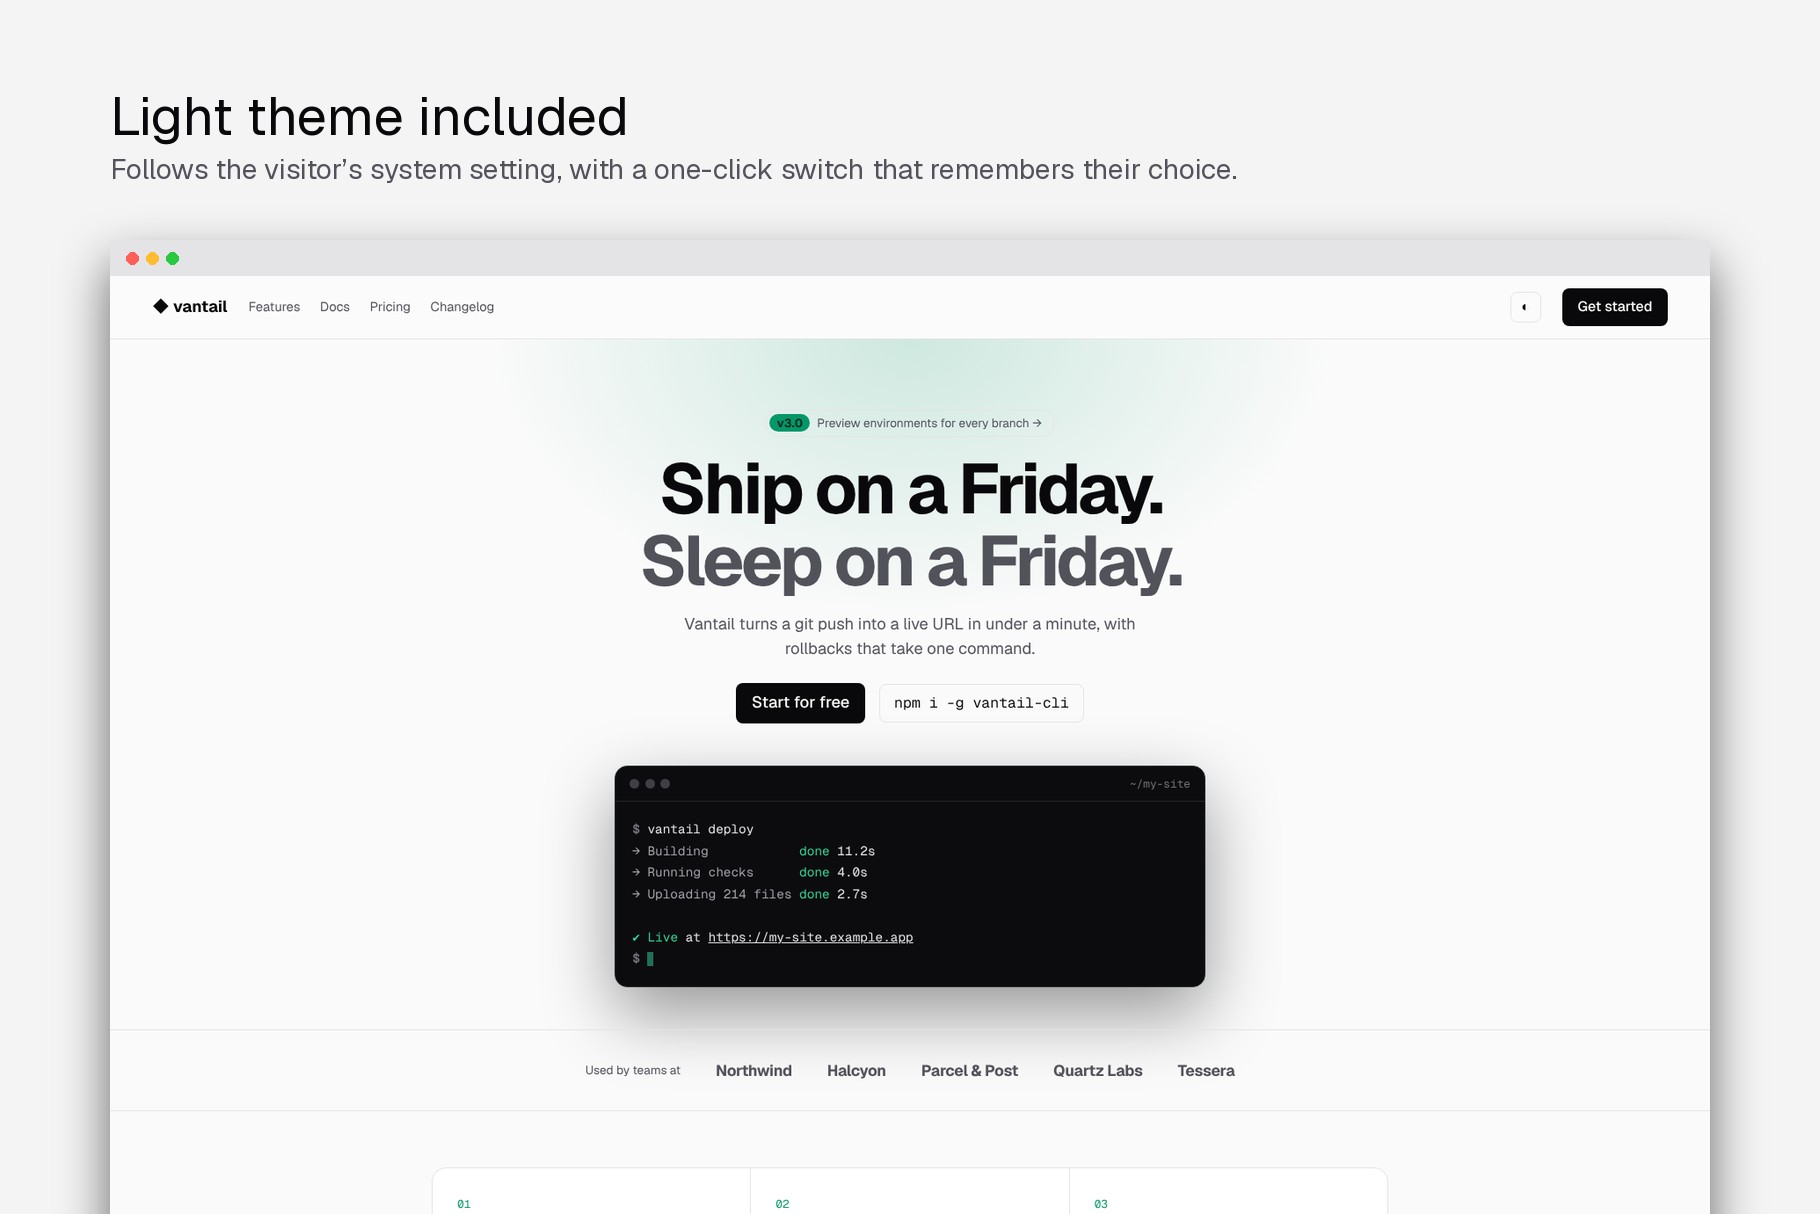 Light theme included
Follows the visitor’s system setting, with a one-click switch that remembers their choice.
vantail Features Docs Pricing Changelog Get started
v3.0 Preview environments for every branch →
Ship on a Friday.
Sleep on a Friday.
Vantail turns a git push into a live URL in under a minute, with
rollbacks that take one command.
Start for free npm i -g vantail-cli
~/my-site
$ vantail deploy
→ Building done 11.2s
→ Running checks done 4.0s
→ Uploading 214 files done 2.7s
✔ Live at https://my-site.example.app
$
Used by teams at Northwind Halcyon Parcel & Post Quartz Labs Tessera
01 02 03